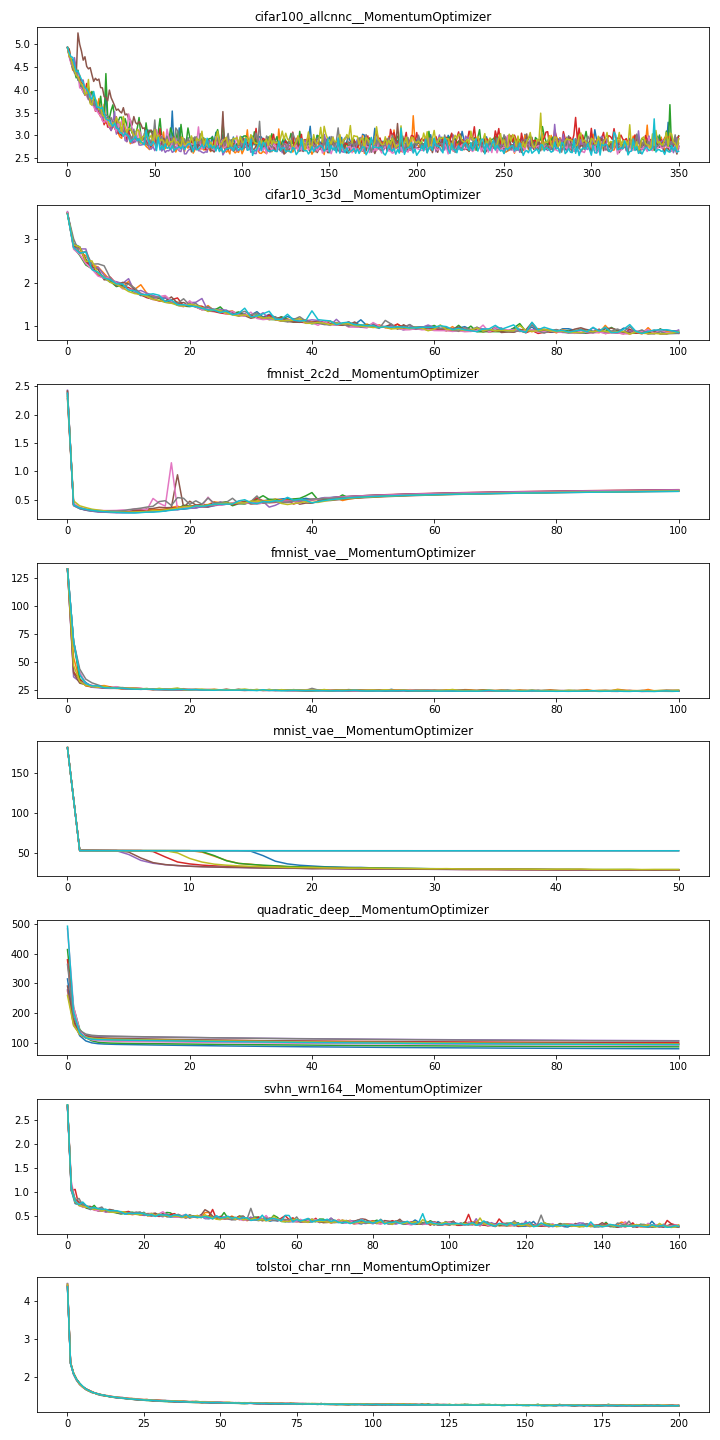 cifar100_allcnnc__MomentumOptimizer
5.0
4.5
4.0
3.5
3.0
2.5
0 50 100 150 200 250 300 350
cifar10_3c3d__MomentumOptimizer
3
2
1
0 20 40 60 80 100
fmnist_2c2d__MomentumOptimizer
2.5
2.0
1.5
1.0
0.5
0 20 40 60 80 100
fmnist_vae__MomentumOptimizer
125
100
75
50
25
0 20 40 60 80 100
mnist_vae__MomentumOptimizer
150
100
50
0 10 20 30 40 50
quadratic_deep__MomentumOptimizer
500
400
300
200
100
0 20 40 60 80 100
svhn_wrn164__MomentumOptimizer
2.5
2.0
1.5
1.0
0.5
0 20 40 60 80 100 120 140 160
tolstoi_char_rnn__MomentumOptimizer
4
3
2
0 25 50 75 100 125 150 175 200